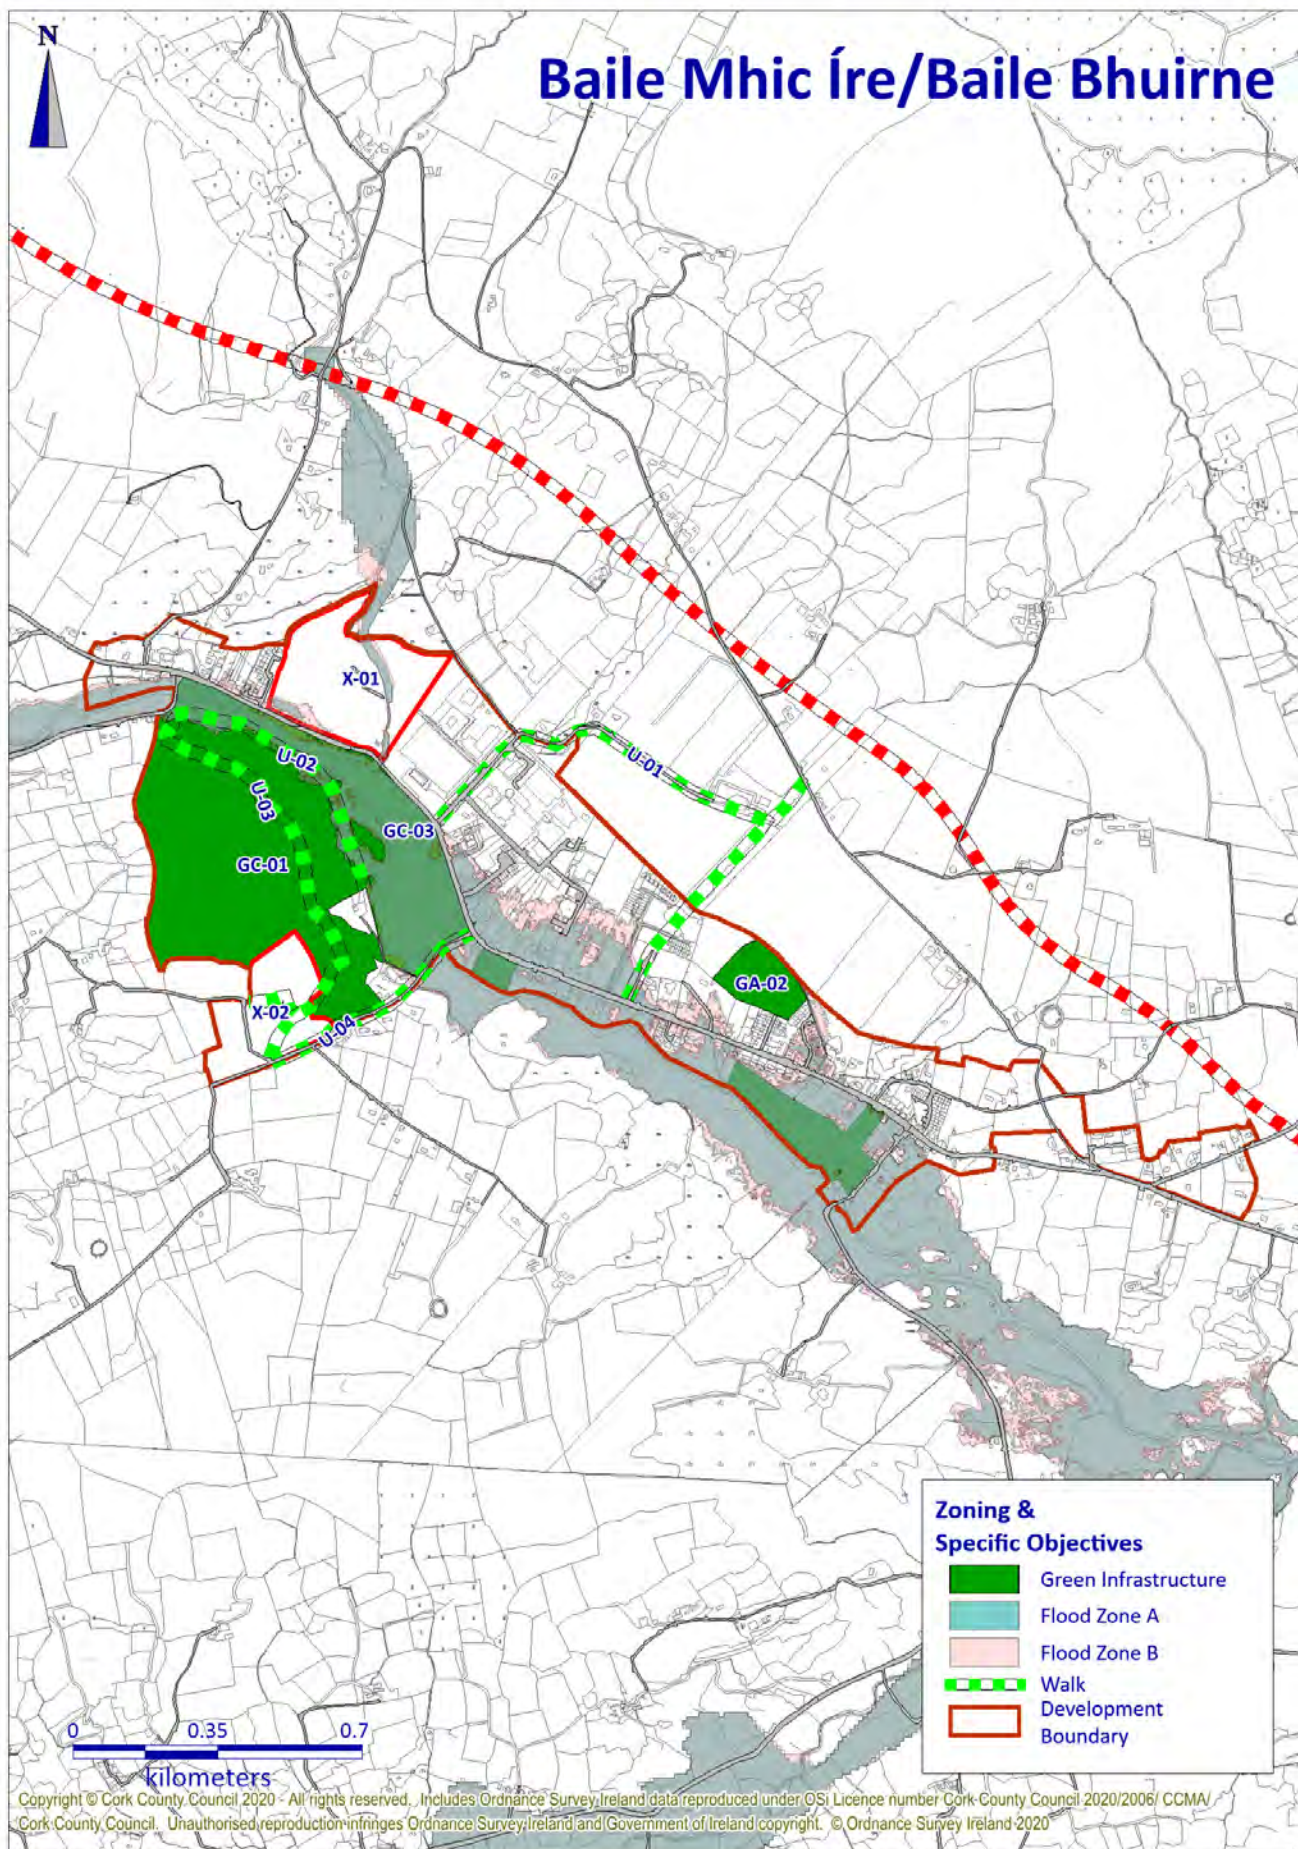 N
Baile Mhic Íre/Baile Bhuirne
X-01
U-02
U-01
U-03
GC-03
GC-01
GA-02
X-02
U-04
Zoning &
Specific Objectives
Green Infrastructure
Flood Zone A
Flood Zone B
Walk
Development
Boundary
0 0.35 0.7
kilometers
Copyright © Cork County Council 2020 - All rights reserved. Includes Ordnance Survey Ireland data reproduced under OSi Licence number Cork County Council 2020/2006/ CCMA/
Cork County Council. Unauthorised reproduction infringes Ordnance Survey Ireland and Government of Ireland copyright. © Ordnance Survey Ireland 2020